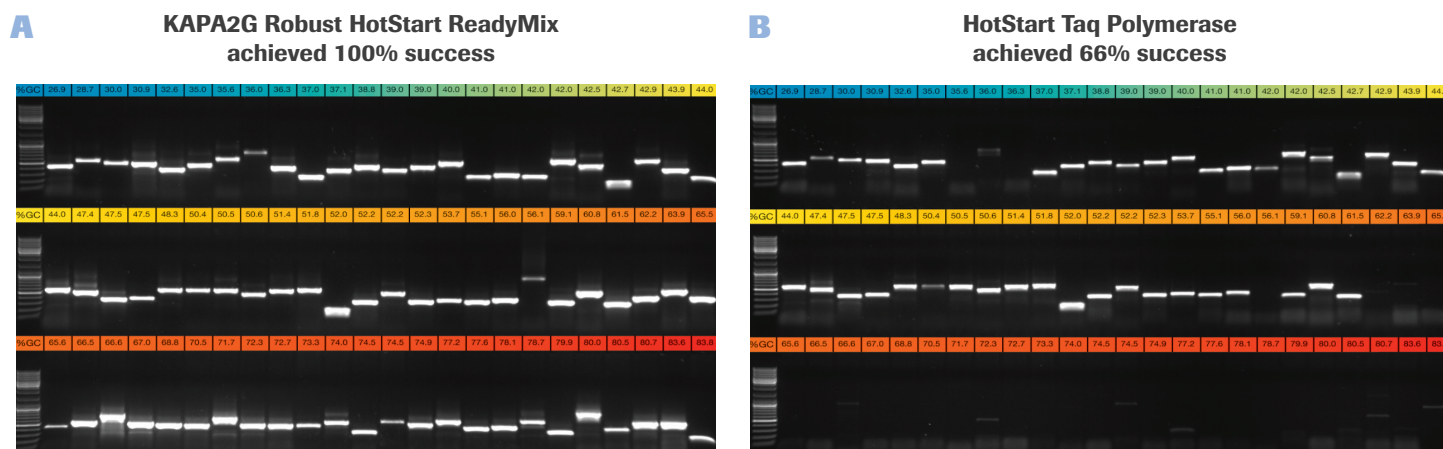 A
KAPA2G Robust HotStart ReadyMix
achieved 100% success
%GC 26.9 28.7 30.0 30.9 32.6 35.0 35.6 36.0 36.3 37.0 37.1 38.8 39.0 39.0 40.0 41.0 41.0 42.0 42.0 42.5 42.7 42.9 43.9 44.0
%GC 44.0 47.4 47.5 47.5 48.3 50.4 50.5 50.6 51.4 51.8 52.0 52.2 52.2 52.3 53.7 55.1 56.0 56.1 59.1 60.8 61.5 62.2 63.9 65.5
%GC 65.6 66.5 66.6 67.0 68.8 70.5 71.7 72.3 72.7 73.3 74.0 74.5 74.5 74.9 77.2 77.6 78.1 78.7 79.9 80.0 80.5 80.7 83.6 83.8
B
HotStart Taq Polymerase
achieved 66% success
%GC 26.9 28.7 30.0 30.9 32.6 35.0 35.6 36.0 36.3 37.0 37.1 38.8 39.0 39.0 40.0 41.0 41.0 42.0 42.0 42.5 42.7 42.9 43.9 44.
%GC 44.0 47.4 47.5 47.5 48.3 50.4 50.5 50.6 51.4 51.8 52.0 52.2 52.2 52.3 53.7 55.1 56.0 56.1 59.1 60.8 61.5 62.2 63.9 65.
%GC 65.6 66.5 66.6 67.0 68.8 70.5 71.7 72.3 72.7 73.3 74.0 74.5 74.5 74.9 77.2 77.6 78.1 78.7 79.9 80.0 80.5 80.7 83.6 83.